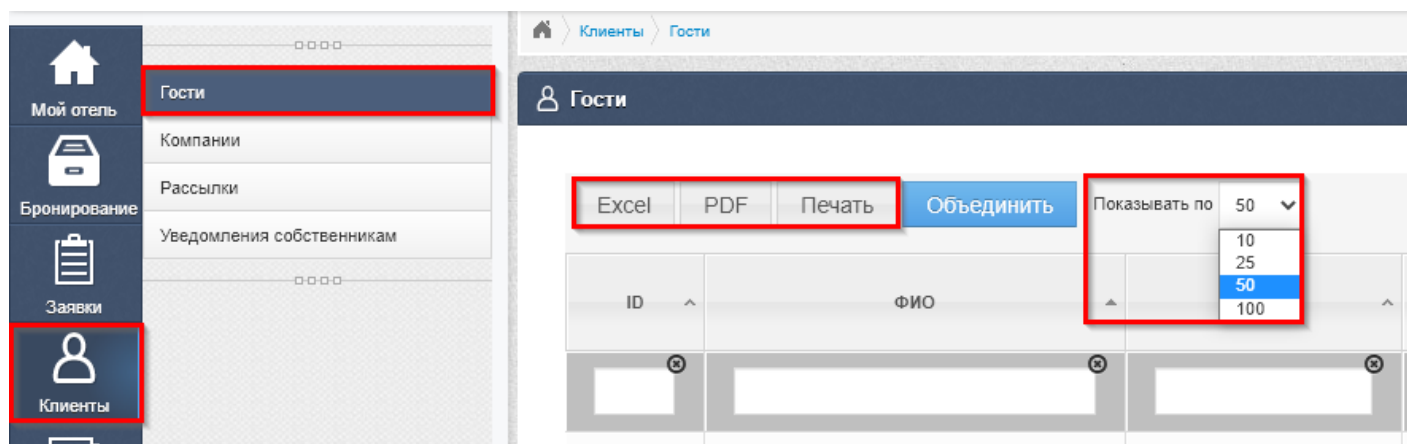 Мой отель
Бронирование
Заявки
Клиенты
Гости
Компании
Рассылки
Уведомления собственникам
Клиенты Гости
Гости
Excel PDF Печать Объединить Показывать по 50
10
25
50
100
ID ФИО